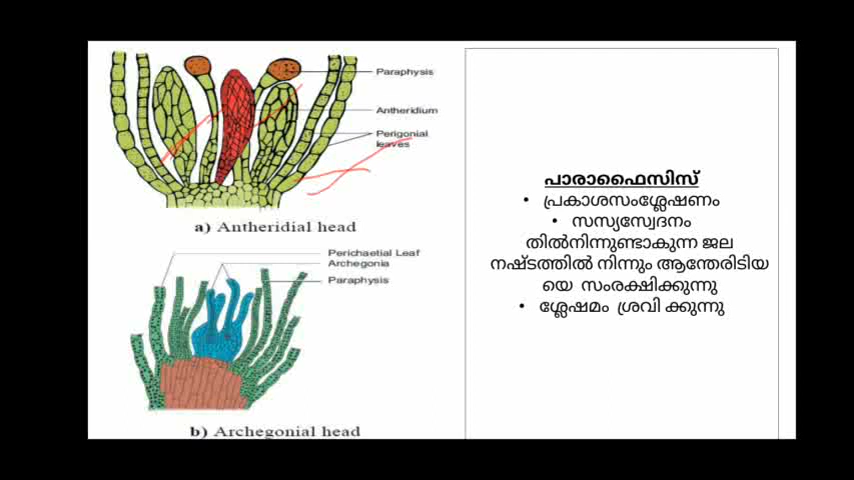 Paraphysis
Antheridium
Perigonial
leaves
a) Antheridial head
Perichaetial Leaf
Archegonia
Paraphysis
b) Archegonial head
പാരാഫൈസിസ്
• പ്രകാശസംശ്ലേഷണം
• സസ്യസ്വേദനം
തിൽനിന്നുണ്ടാകുന്ന ജല
നഷ്ടത്തിൽ നിന്നും ആന്തേരിടിയ
യെ സംരക്ഷിക്കുന്നു
• ശ്ലേഷമം ശ്രവി ക്കുന്നു